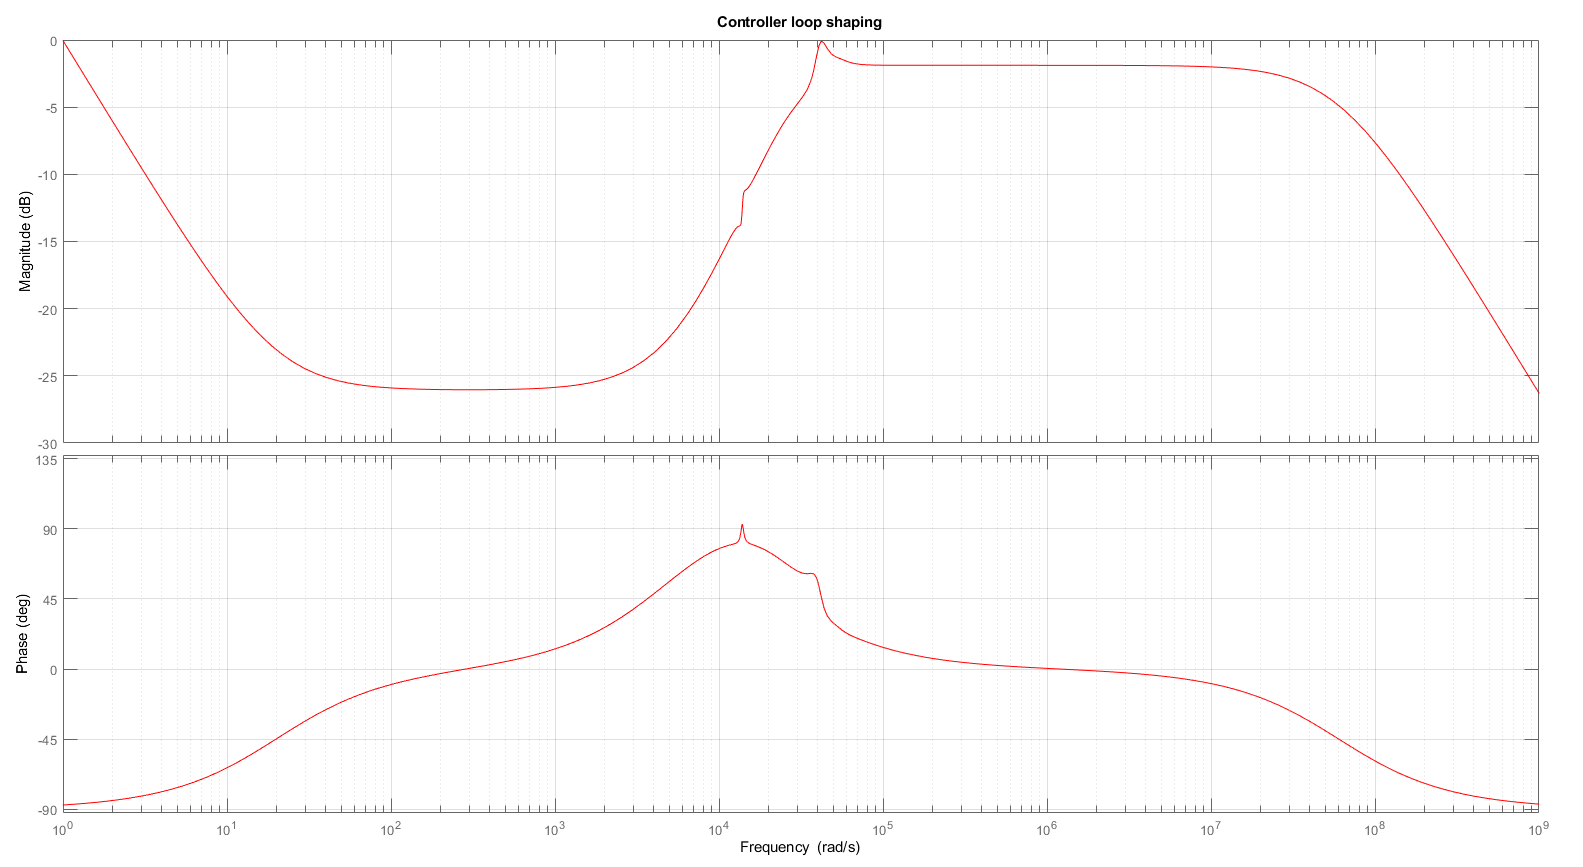 Controller loop shaping
Magnitude (dB)
0
-5
-10
-15
-20
-25
-30
Phase (deg)
135
90
45
0
-45
-90
10^0 10^1 10^2 10^3 10^4 10^5 10^6 10^7 10^8 10^9
Frequency (rad/s)